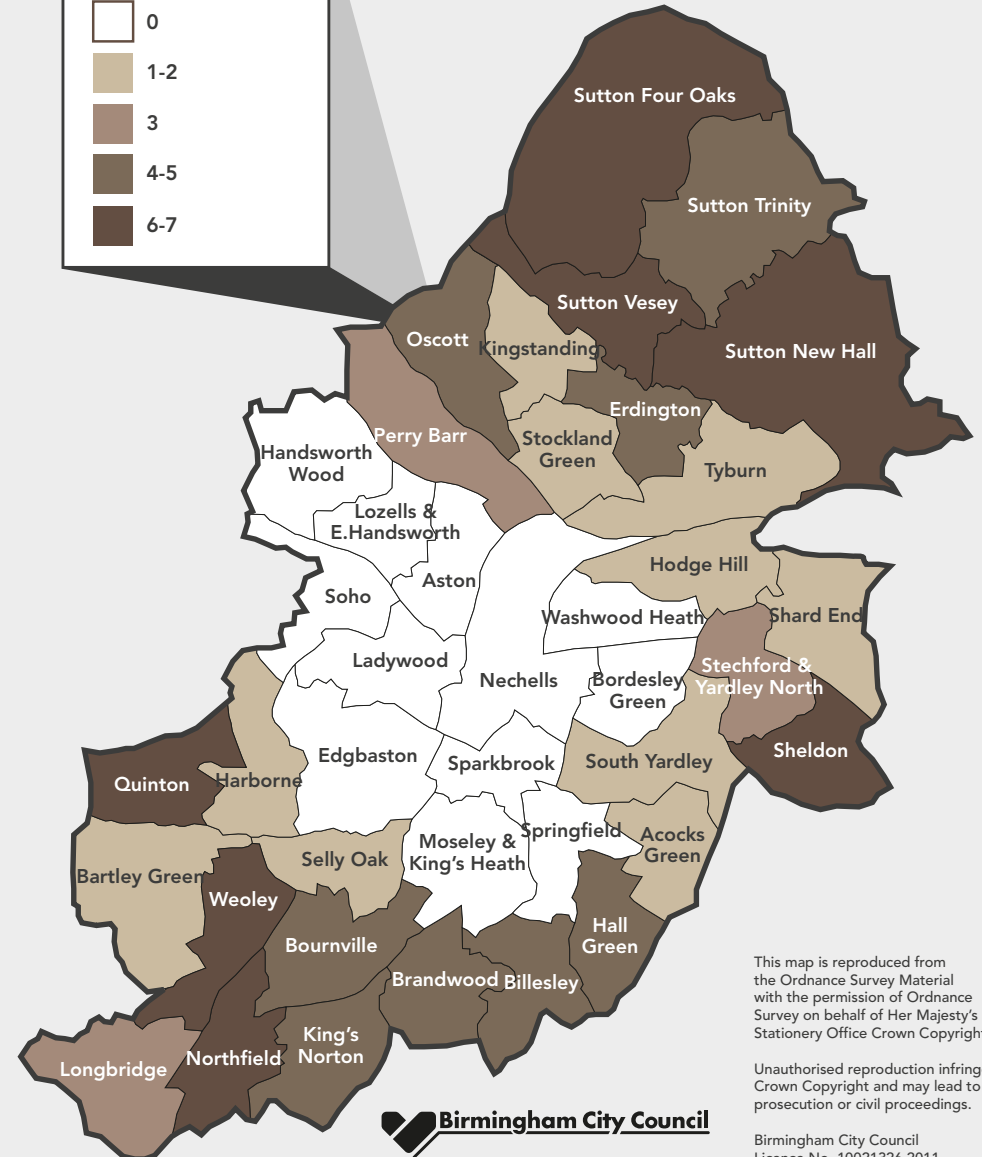 0
1-2
3
4-5
6-7
Sutton Four Oaks
Sutton Trinity
Sutton Vesey
Sutton New Hall
Oscott
Kingstanding
Erdington
Perry Barr
Stockland
Green
Tyburn
Handsworth
Wood
Lozells &
E.Handsworth
Aston
Hodge Hill
Soho
Washwood Heath
Shard End
Ladywood
Nechells
Bordesley
Green
Stechford &
Yardley North
Edgbaston
Sparkbrook
South Yardley
Sheldon
Quinton
Harborne
Springfield
Moseley &
King's Heath
Acocks
Green
Selly Oak
Bartley Green
Weoley
Bournville
Hall
Green
Brandwood
Billesley
King's
Norton
Northfield
Longbridge
This map is reproduced from
the Ordnance Survey Material
with the permission of Ordnance
Survey on behalf of Her Majesty's
Stationery Office Crown Copyright
Unauthorised reproduction infring
Crown Copyright and may lead to
prosecution or civil proceedings.
Birmingham City Council
Licence No. 10021326 2011
Birmingham City Council